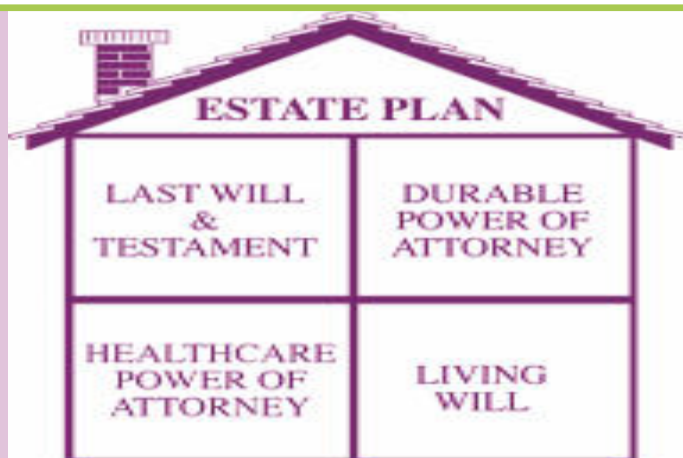 ESTATE PLAN
LAST WILL
&
TESTAMENT
DURABLE
POWER OF
ATTORNEY
HEALTHCARE
POWER OF
ATTORNEY
LIVING
WILL